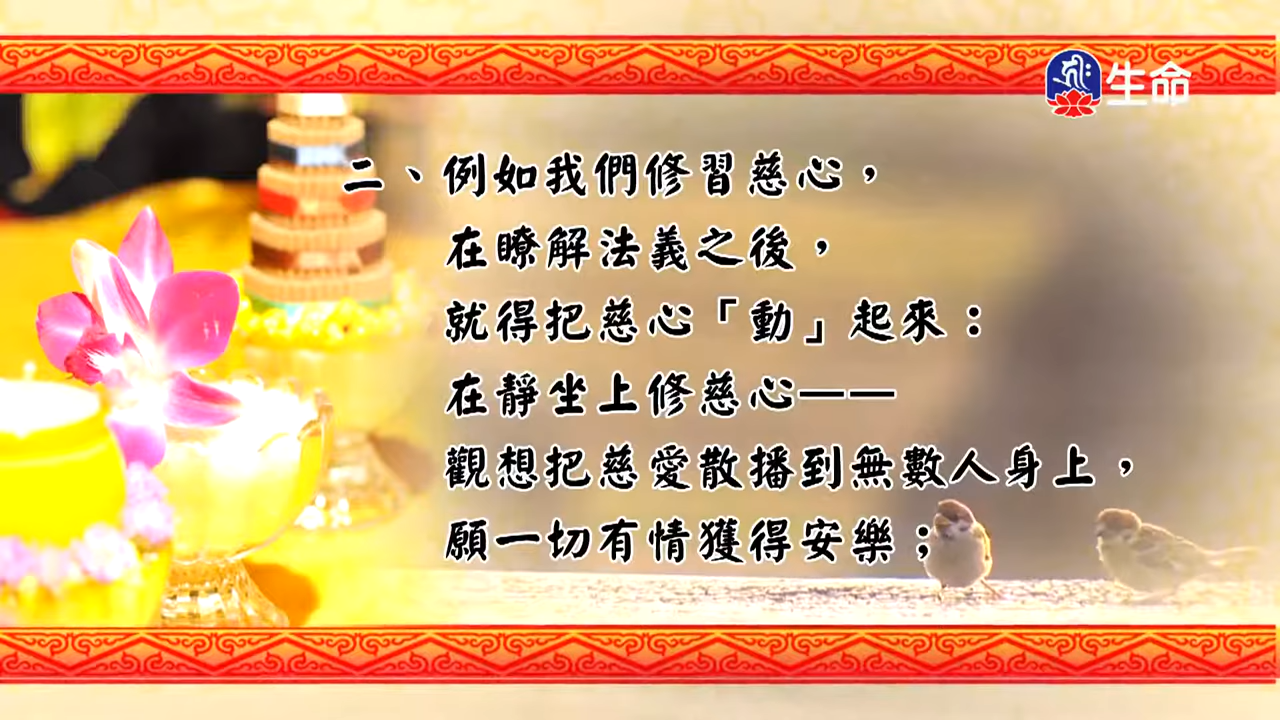 生命
二、例如我們修習慈心，
在瞭解法義之後，
就得把慈心「動」起來：
在靜坐上修慈心——
觀想把慈愛散播到無數人身上，
願一切有情獲得安樂；